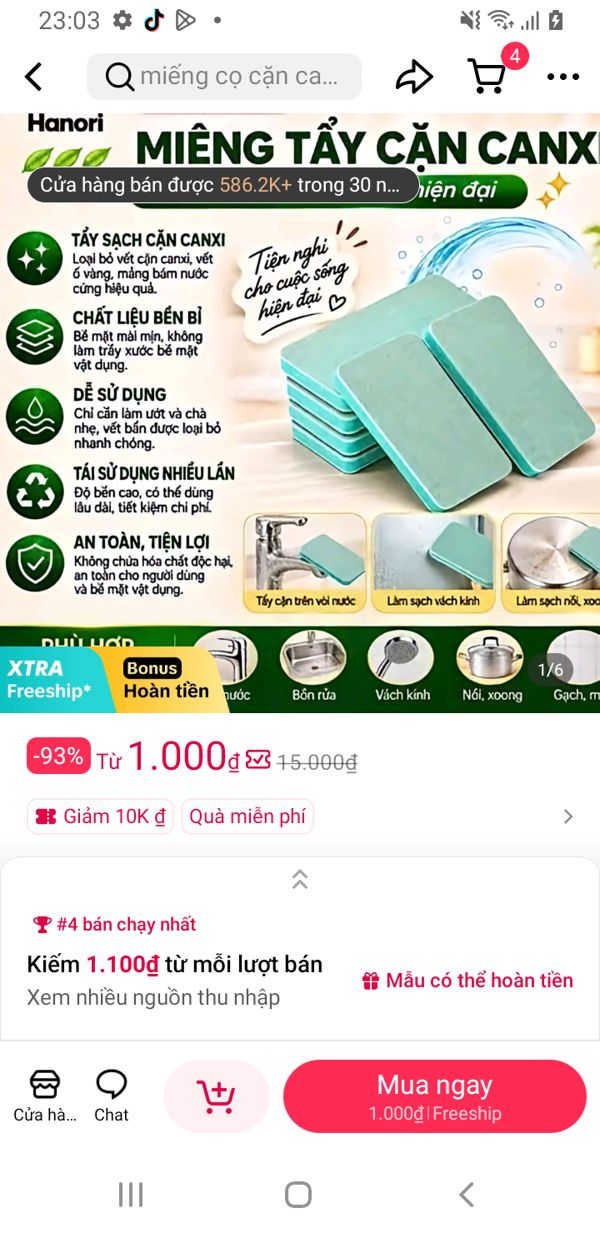 23:03
miếng cọ cặn ca...
4
Hanori
MIẾNG TẨY CẶN CANXI
Cửa hàng bán được 586.2K+ trong 30 n...
hiện đại
TẨY SẠCH CẶN CANXI
Loại bỏ vết cặn canxi, vết
ố vàng, mảng bám nước
cứng hiệu quả.
CHẤT LIỆU BỀN BỈ
Bề mặt mài mịn, không
làm trầy xước bề mặt
vật dụng.
DỄ SỬ DỤNG
Chỉ cần làm ướt và chà
nhẹ, vết bẩn được loại bỏ
nhanh chóng.
TÁI SỬ DỤNG NHIỀU LẦN
Độ bền cao, có thể dùng
lâu dài, tiết kiệm chi phí.
AN TOÀN, TIỆN LỢI
Không chứa hóa chất độc hại,
an toàn cho người dùng
và bề mặt vật dụng.
Tiện nghi
cho cuộc sống
hiện đại
Tẩy cặn trên vòi nước
Làm sạch vách kính
Làm sạch nồi, xoo
PHÙ HỢP
nước
Bồn rửa
Vách kính
Nồi, xoong
Gạch, m
XTRA
Freeship*
Bonus
Hoàn tiền
1/6
-93% Từ 1.000₫ 15.000₫
Giảm 10K ₫
Quà miễn phí
#4 bán chạy nhất
Kiếm 1.100₫ từ mỗi lượt bán
Xem nhiều nguồn thu nhập
Mẫu có thể hoàn tiền
Cửa hà...
Chat
Mua ngay
1.000₫ | Freeship